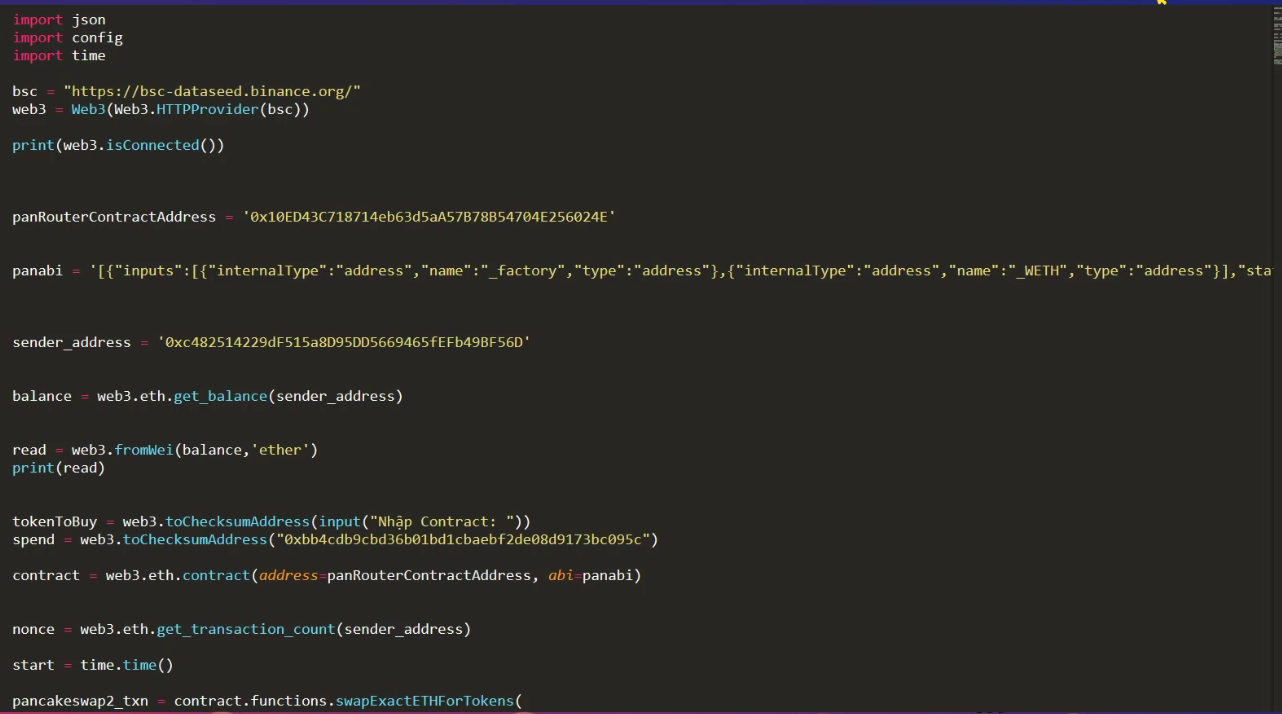 import json
import config
import time
bsc = "https://bsc-dataseed.binance.org/"
web3 = Web3(Web3.HTTPProvider(bsc))
print(web3.isConnected())
panRouterContractAddress = '0x10ED43C718714eb63d5aA57B78B54704E256024E'
panabi = '[{"inputs":[{"internalType":"address","name":"_factory","type":"address"},{"internalType":"address","name":"_WETH","type":"address"}],"sta
sender_address = '0xc482514229dF515a8D95DD5669465fEFb49BF56D'
balance = web3.eth.get_balance(sender_address)
read = web3.fromWei(balance,'ether')
print(read)
tokenToBuy = web3.toChecksumAddress(input("Nhập Contract: "))
spend = web3.toChecksumAddress("0xbb4cdb9cbd36b01bd1cbaebf2de08d9173bc095c")
contract = web3.eth.contract(address=panRouterContractAddress, abi=panabi)
nonce = web3.eth.get_transaction_count(sender_address)
start = time.time()
pancakeswap2_txn = contract.functions.swapExactETHForTokens(